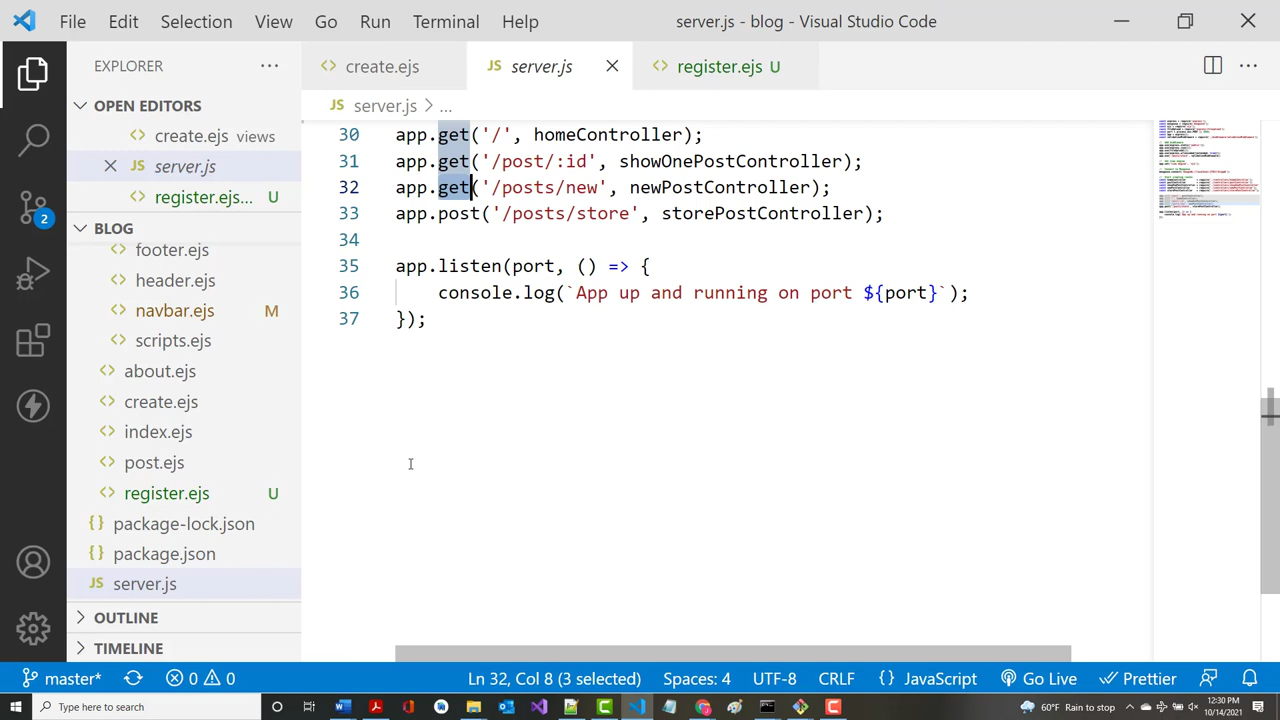 File Edit Selection View Go Run Terminal Help server.js - blog - Visual Studio Code
EXPLORER
create.ejs
JS server.js
register.ejs U
OPEN EDITORS
create.ejs views
JS server.js
register.ejs... U
BLOG
footer.ejs
header.ejs
navbar.ejs M
scripts.ejs
about.ejs
create.ejs
index.ejs
post.ejs
register.ejs U
{} package-lock.json
{} package.json
JS server.js
OUTLINE
TIMELINE
2
JS server.js > ...
30 app.get('/', homeController);
31 app.get('/post/:id', showOnePostController);
32 app.get('/posts/new', newPostController);
33 app.post('/posts/store', storePostController);
34
35 app.listen(port, () => {
36 console.log(`App up and running on port ${port}`);
37 });
master* 0 0 Ln 32, Col 8 (3 selected) Spaces: 4 UTF-8 CRLF {} JavaScript Go Live Prettier
Type here to search
60°F Rain to stop
12:30 PM
10/14/2021